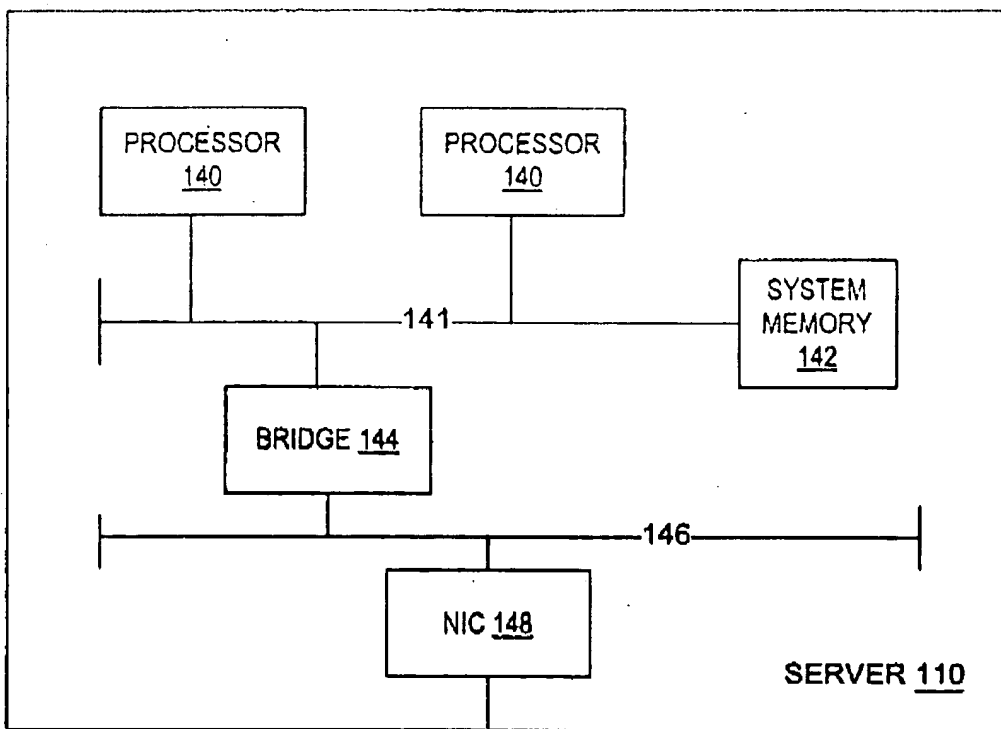 PROCESSOR
140
PROCESSOR
140
SYSTEM
MEMORY
142
141
BRIDGE 144
146
NIC 148
SERVER 110